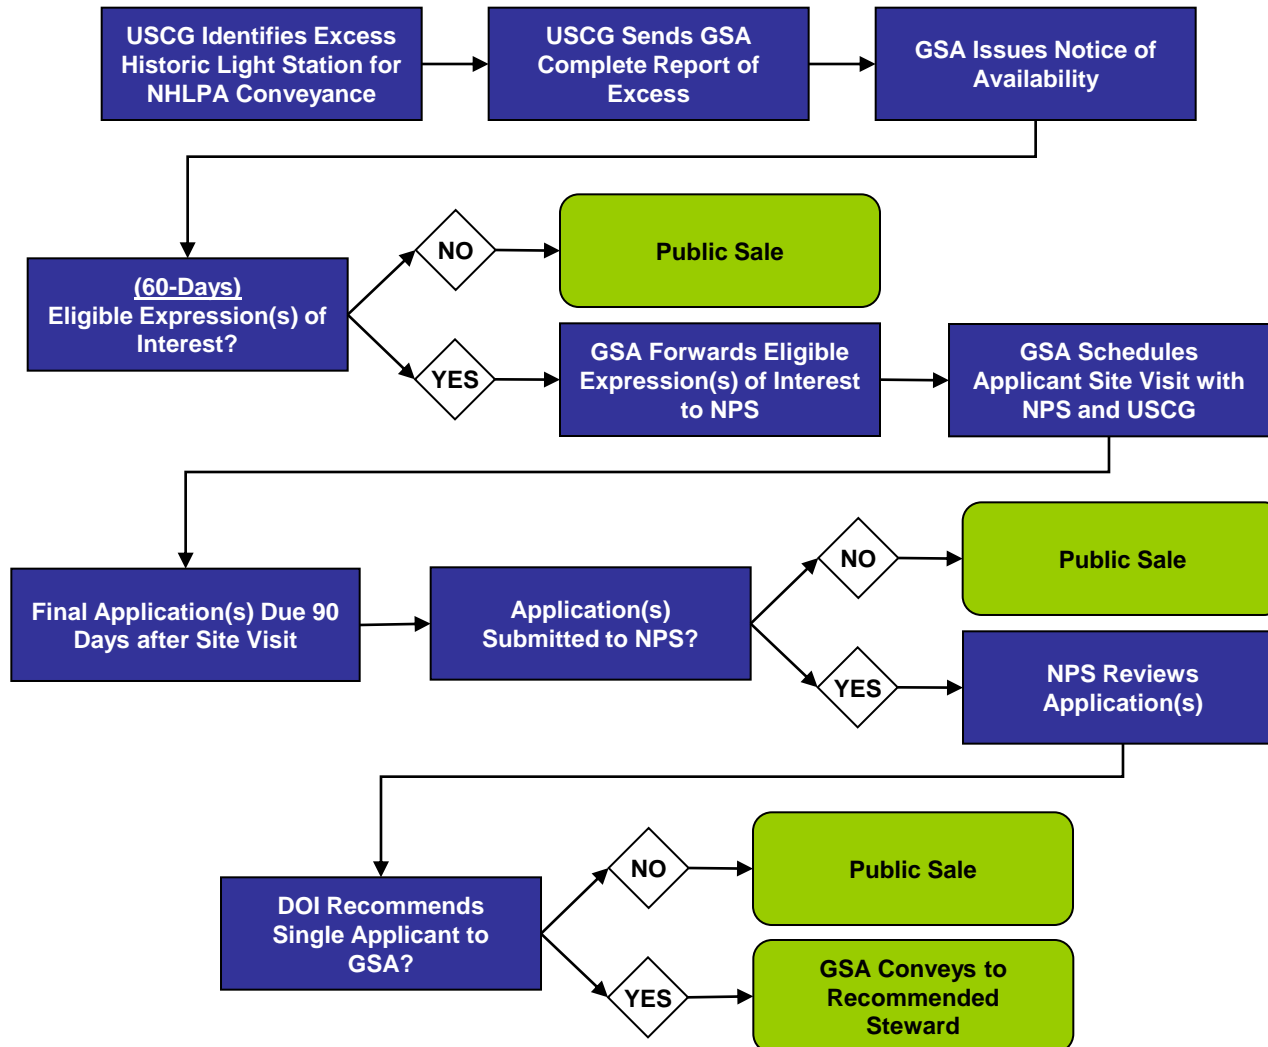 USCG Identifies Excess
Historic Light Station for
NHLPA Conveyance
USCG Sends GSA
Complete Report of
Excess
GSA Issues Notice of
Availability
(60-Days)
Eligible Expression(s) of
Interest?
NO
Public Sale
YES
GSA Forwards Eligible
Expression(s) of Interest
to NPS
GSA Schedules
Applicant Site Visit with
NPS and USCG
Final Application(s) Due 90
Days after Site Visit
Application(s)
Submitted to NPS?
NO
Public Sale
YES
NPS Reviews
Application(s)
DOI Recommends
Single Applicant to
GSA?
NO
Public Sale
YES
GSA Conveys to
Recommended
Steward